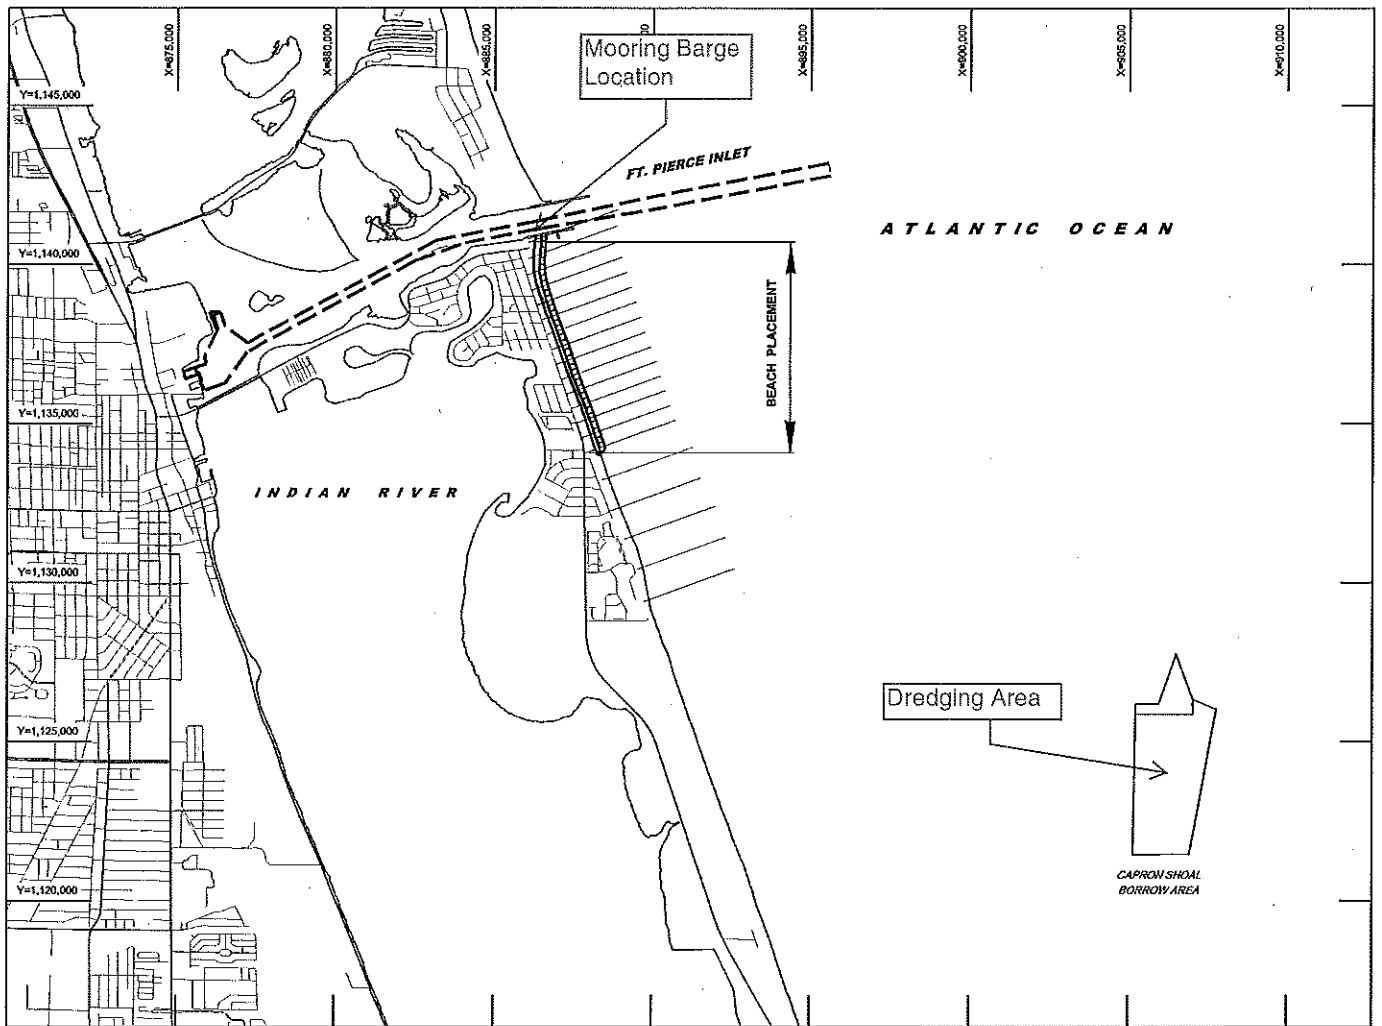 X=875,000
X=880,000
X=885,000
X=895,000
X=900,000
X=905,000
X=910,000
Mooring Barge
Location
Y=1,145,000
FT. PIERCE INLET
ATLANTIC OCEAN
Y=1,140,000
BEACH PLACEMENT
Y=1,135,000
INDIAN RIVER
Y=1,130,000
Dredging Area
Y=1,125,000
CAPRON SHOAL
BORROW AREA
Y=1,120,000